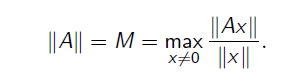 ‖A‖ = M = max_{x≠0} ‖Ax‖ / ‖x‖.